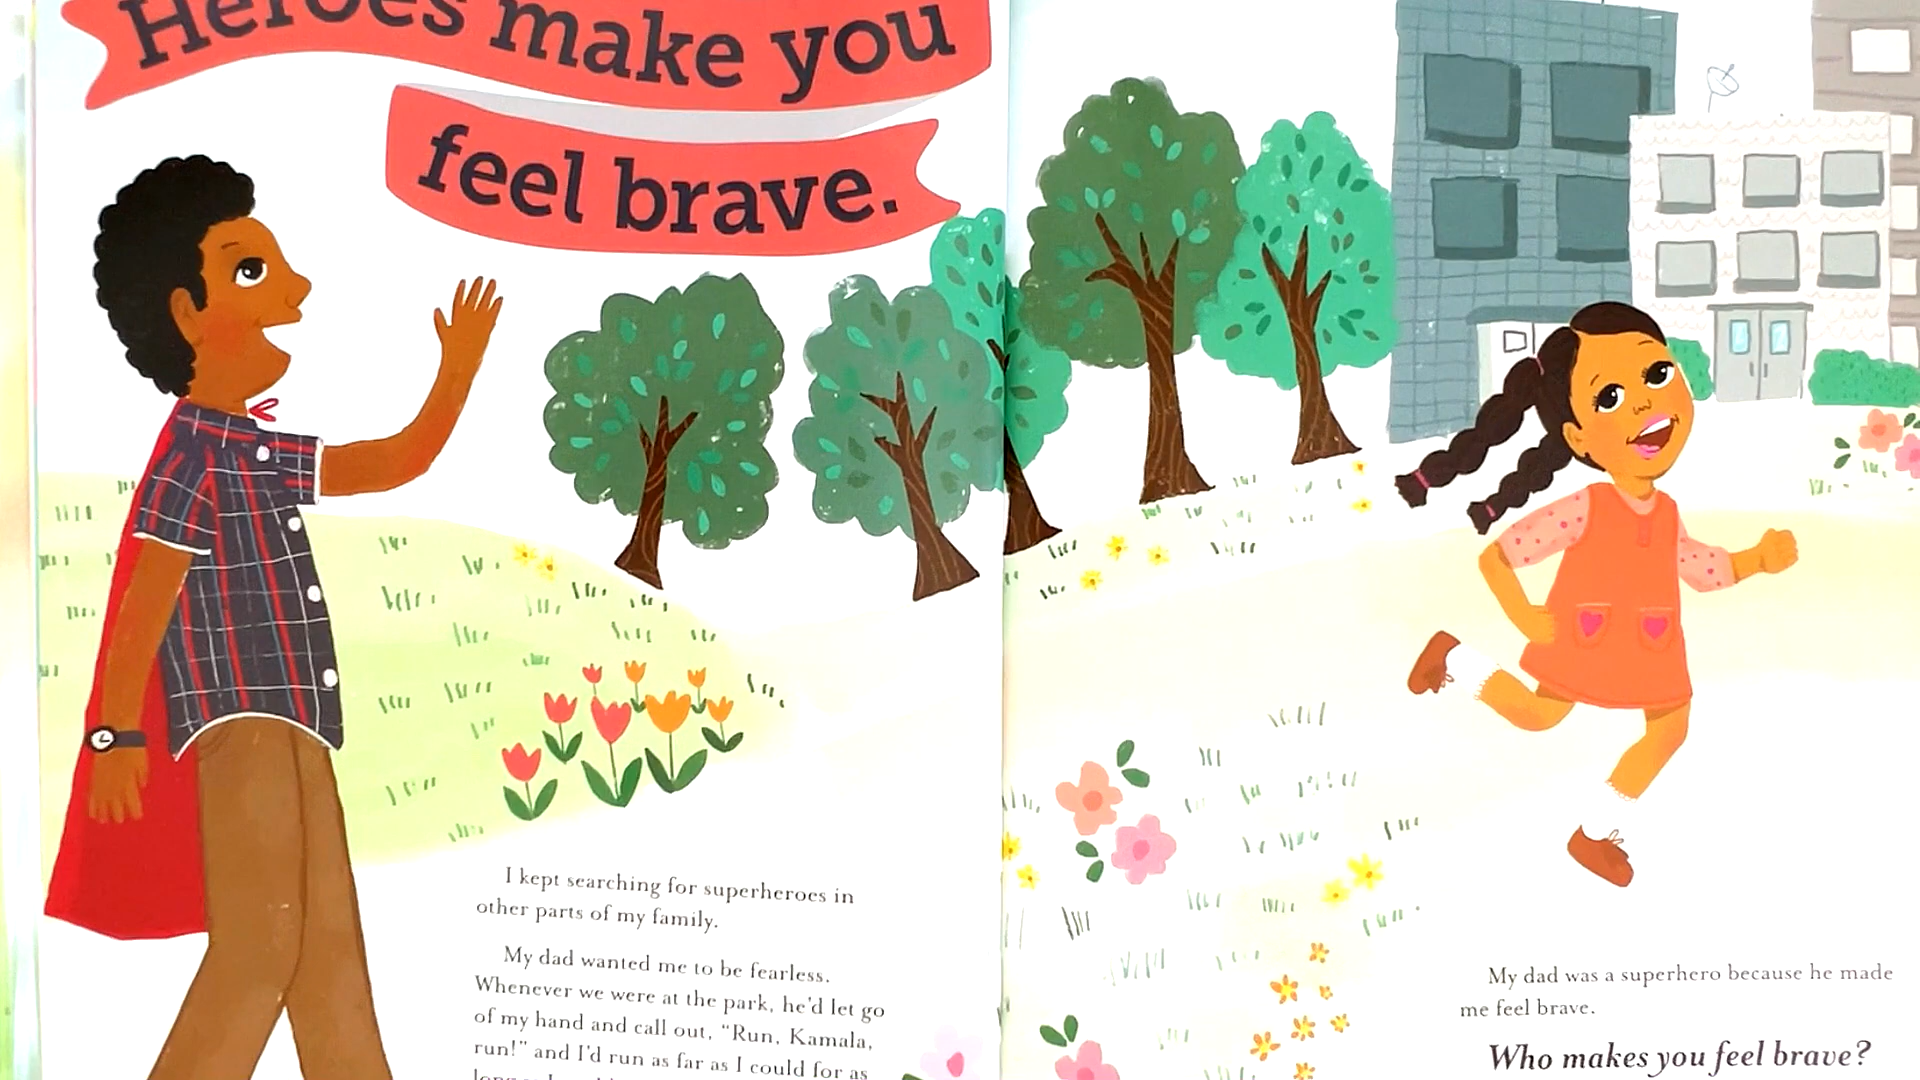 Heroes make you
feel brave.
I kept searching for superheroes in
other parts of my family.
My dad wanted me to be fearless.
Whenever we were at the park, he'd let go
of my hand and call out, “Run, Kamala,
run!” and I'd run as far as I could for as
My dad was a superhero because he made
me feel brave.
Who makes you feel brave?